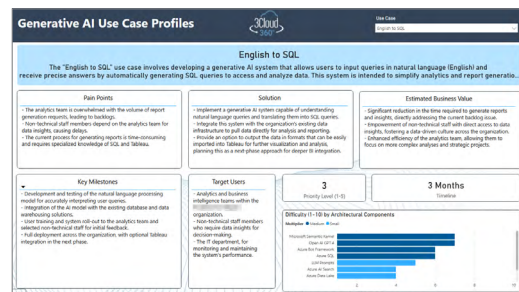 Generative AI Use Case Profiles
3Cloud
360°
Use Case
English to SQL
English to SQL
The "English to SQL" use case involves developing a generative AI system that allows users to input queries in natural language (English) and
receive precise answers by automatically generating SQL queries to access and analyze data. This system is intended to simplify analytics and report generatio...
Pain Points
- The analytics team is overwhelmed with the volume of report
generation requests, leading to backlogs.
- Non-technical staff members depend on the analytics team for
data insights, causing delays.
- The current process for generating reports is time-consuming
and requires specialized knowledge of SQL and Tableau.
Solution
- Implement a generative AI system capable of understanding
natural language queries and translating them into SQL queries.
- Integrate this system with the organization's existing data
infrastructure to pull data directly for analysis and reporting.
- Provide an option to output the data in formats that can be easily
imported into Tableau for further visualization and analysis,
planning this as a next-phase approach for deeper BI integration.
Estimated Business Value
- Significant reduction in the time required to generate reports
and insights, directly addressing the current backlog issue.
- Empowerment of non-technical staff with direct access to data
insights, fostering a data-driven culture across the organization.
- Enhanced efficiency of the analytics team, allowing them to
focus on more complex analyses and strategic projects.
Key Milestones
- Development and testing of the natural language processing
model for accurately interpreting user queries.
- Integration of the AI model with the existing database and data
warehousing solutions.
- User training and system roll-out to the analytics team and
selected non-technical staff for initial feedback.
- Full deployment across the organization, with optional Tableau
integration in the next phase.
Target Users
- Analytics and business
intelligence teams within the
organization.
- Non-technical staff members
who require data insights for
decision-making.
- The IT department, for
monitoring and maintaining
the system's performance.
3
Priority Level (1-5)
3 Months
Timeline
Difficulty (1-10) by Architectural Components
Multiplier Medium Small
Microsoft Semantic Kernel
Open AI GPT-4
Azure Bot Framework
Azure SQL
LLM Prompts
Azure AI Search
Azure Data Lake
2 4 6 8 10